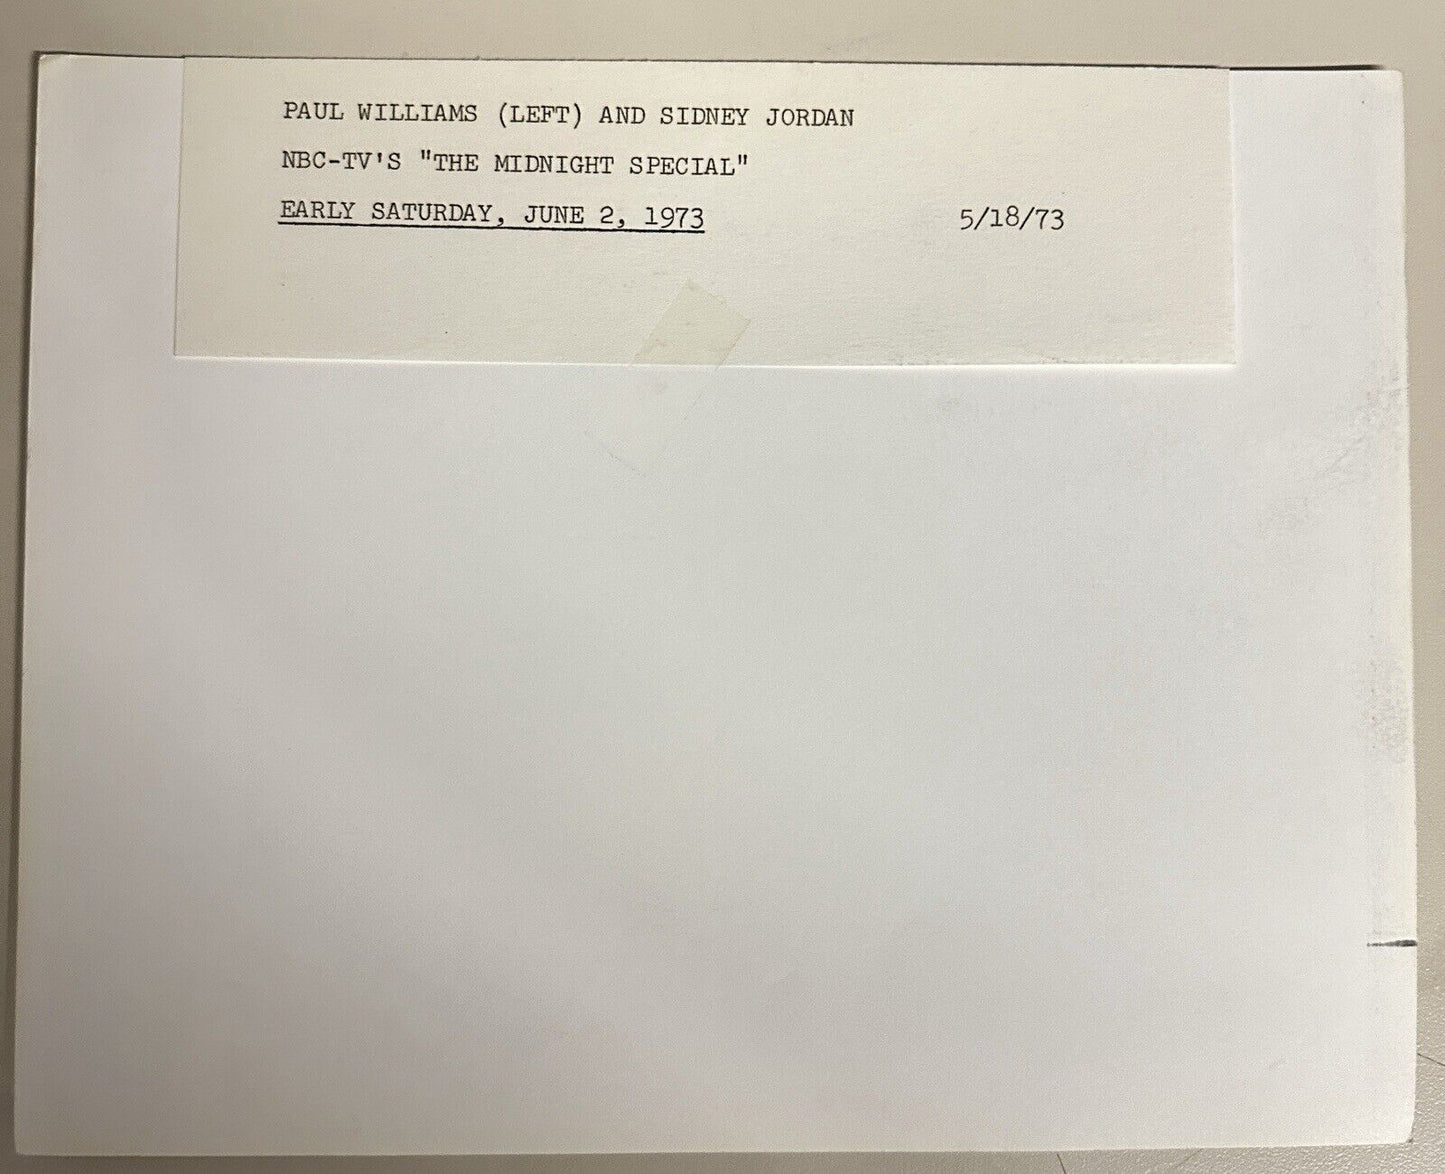 PAUL WILLIAMS (LEFT) AND SIDNEY JORDAN
NBC-TV'S "THE MIDNIGHT SPECIAL"
EARLY SATURDAY, JUNE 2, 1973 5/18/73